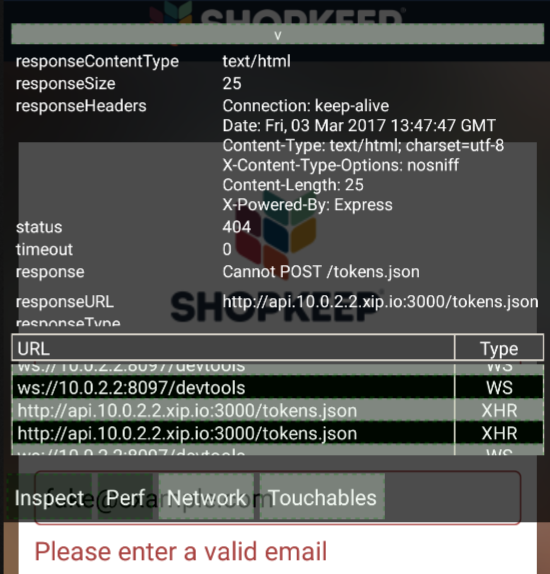 SHOPKEEP
v
responseContentType text/html
responseSize 25
responseHeaders Connection: keep-alive
Date: Fri, 03 Mar 2017 13:47:47 GMT
Content-Type: text/html; charset=utf-8
X-Content-Type-Options: nosniff
Content-Length: 25
X-Powered-By: Express
status 404
timeout 0
response Cannot POST /tokens.json
responseURL http://api.10.0.2.2.xip.io:3000/tokens.json
SHOPKEEP
responseType
URL Type
ws://10.0.2.2:8097/devtools WS
ws://10.0.2.2:8097/devtools WS
http://api.10.0.2.2.xip.io:3000/tokens.json XHR
http://api.10.0.2.2.xip.io:3000/tokens.json XHR
ws://10.0.2.2:8097/devtools WS
Inspect Perf Network Touchables
Please enter a valid email